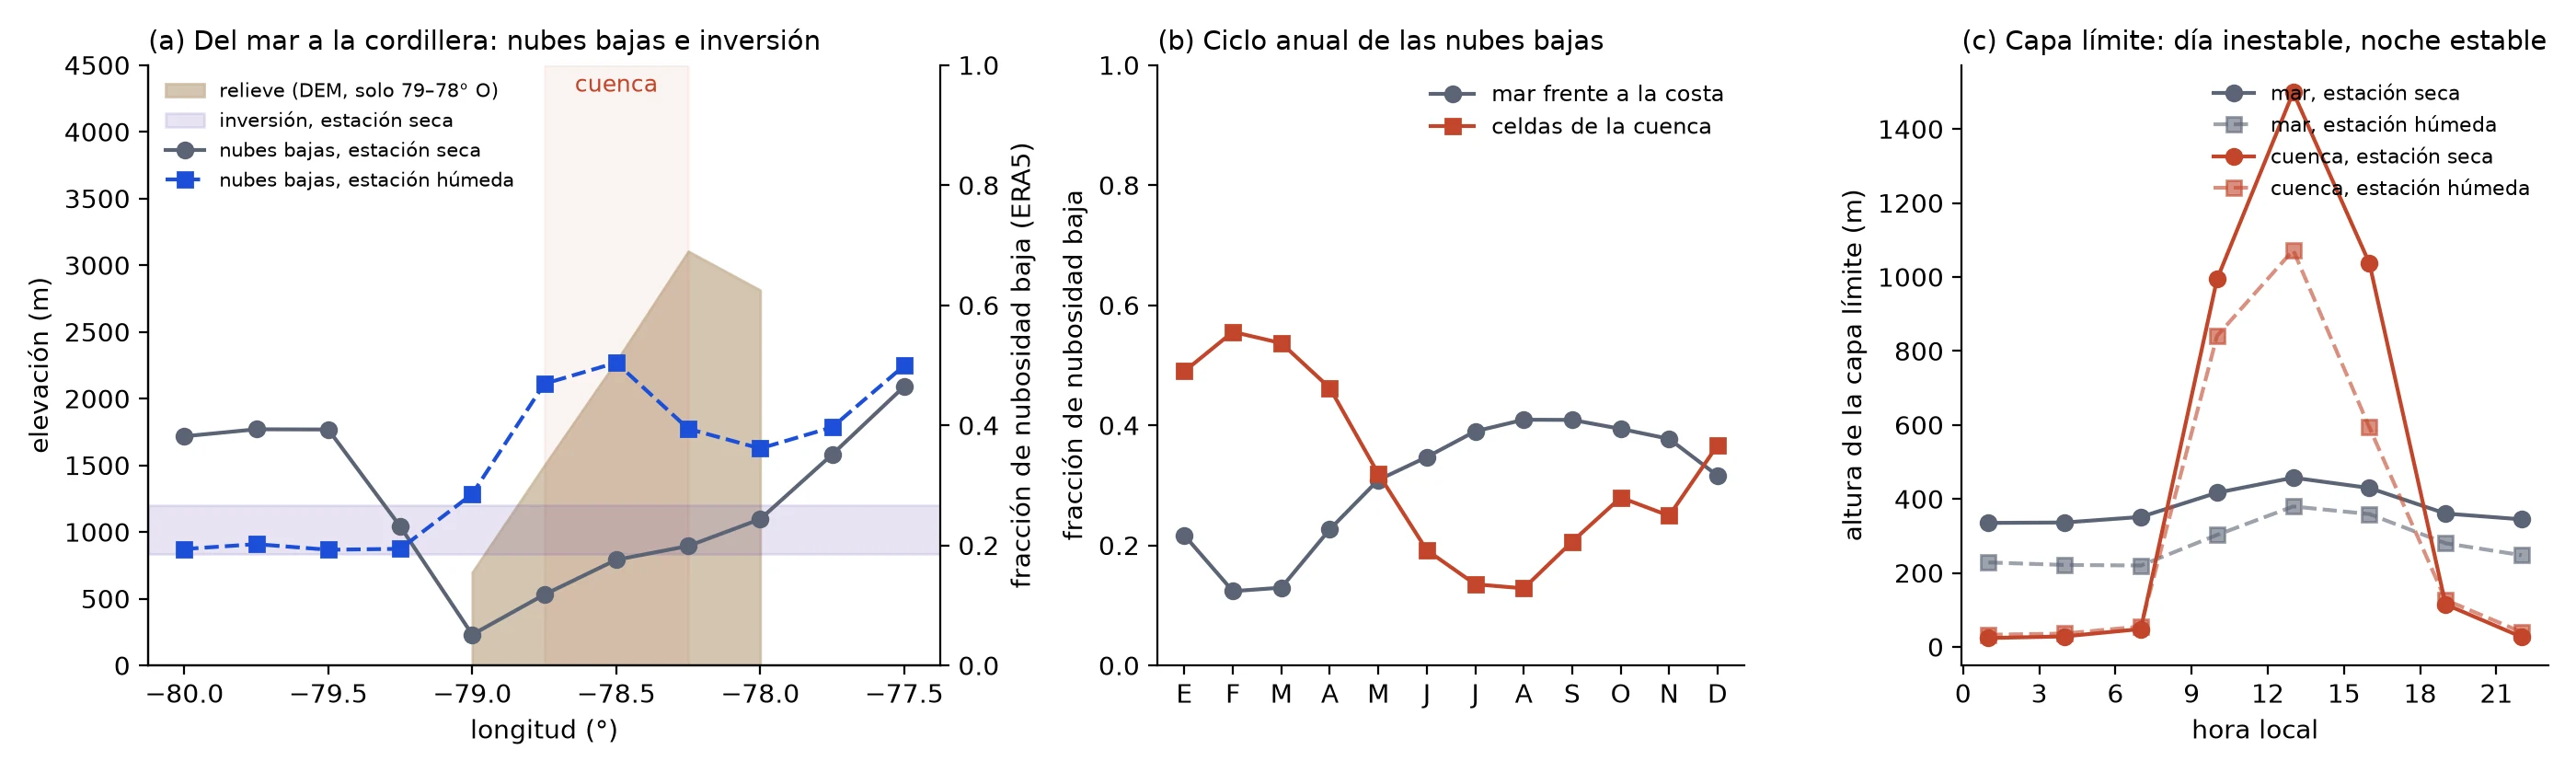 (a) Del mar a la cordillera: nubes bajas e inversión
4500
4000
3500
3000
2500
2000
1500
1000
500
0
elevación (m)
relieve (DEM, solo 79–78° O)
inversión, estación seca
nubes bajas, estación seca
nubes bajas, estación húmeda
cuenca
1.0
0.8
0.6
0.4
0.2
0.0
fracción de nubosidad baja (ERA5)
−80.0 −79.5 −79.0 −78.5 −78.0 −77.5
longitud (°)
(b) Ciclo anual de las nubes bajas
1.0
0.8
0.6
0.4
0.2
0.0
fracción de nubosidad baja
mar frente a la costa
celdas de la cuenca
E F M A M J J A S O N D
(c) Capa límite: día inestable, noche estable
1400
1200
1000
800
600
400
200
0
altura de la capa límite (m)
mar, estación seca
mar, estación húmeda
cuenca, estación seca
cuenca, estación húmeda
0 3 6 9 12 15 18 21
hora local